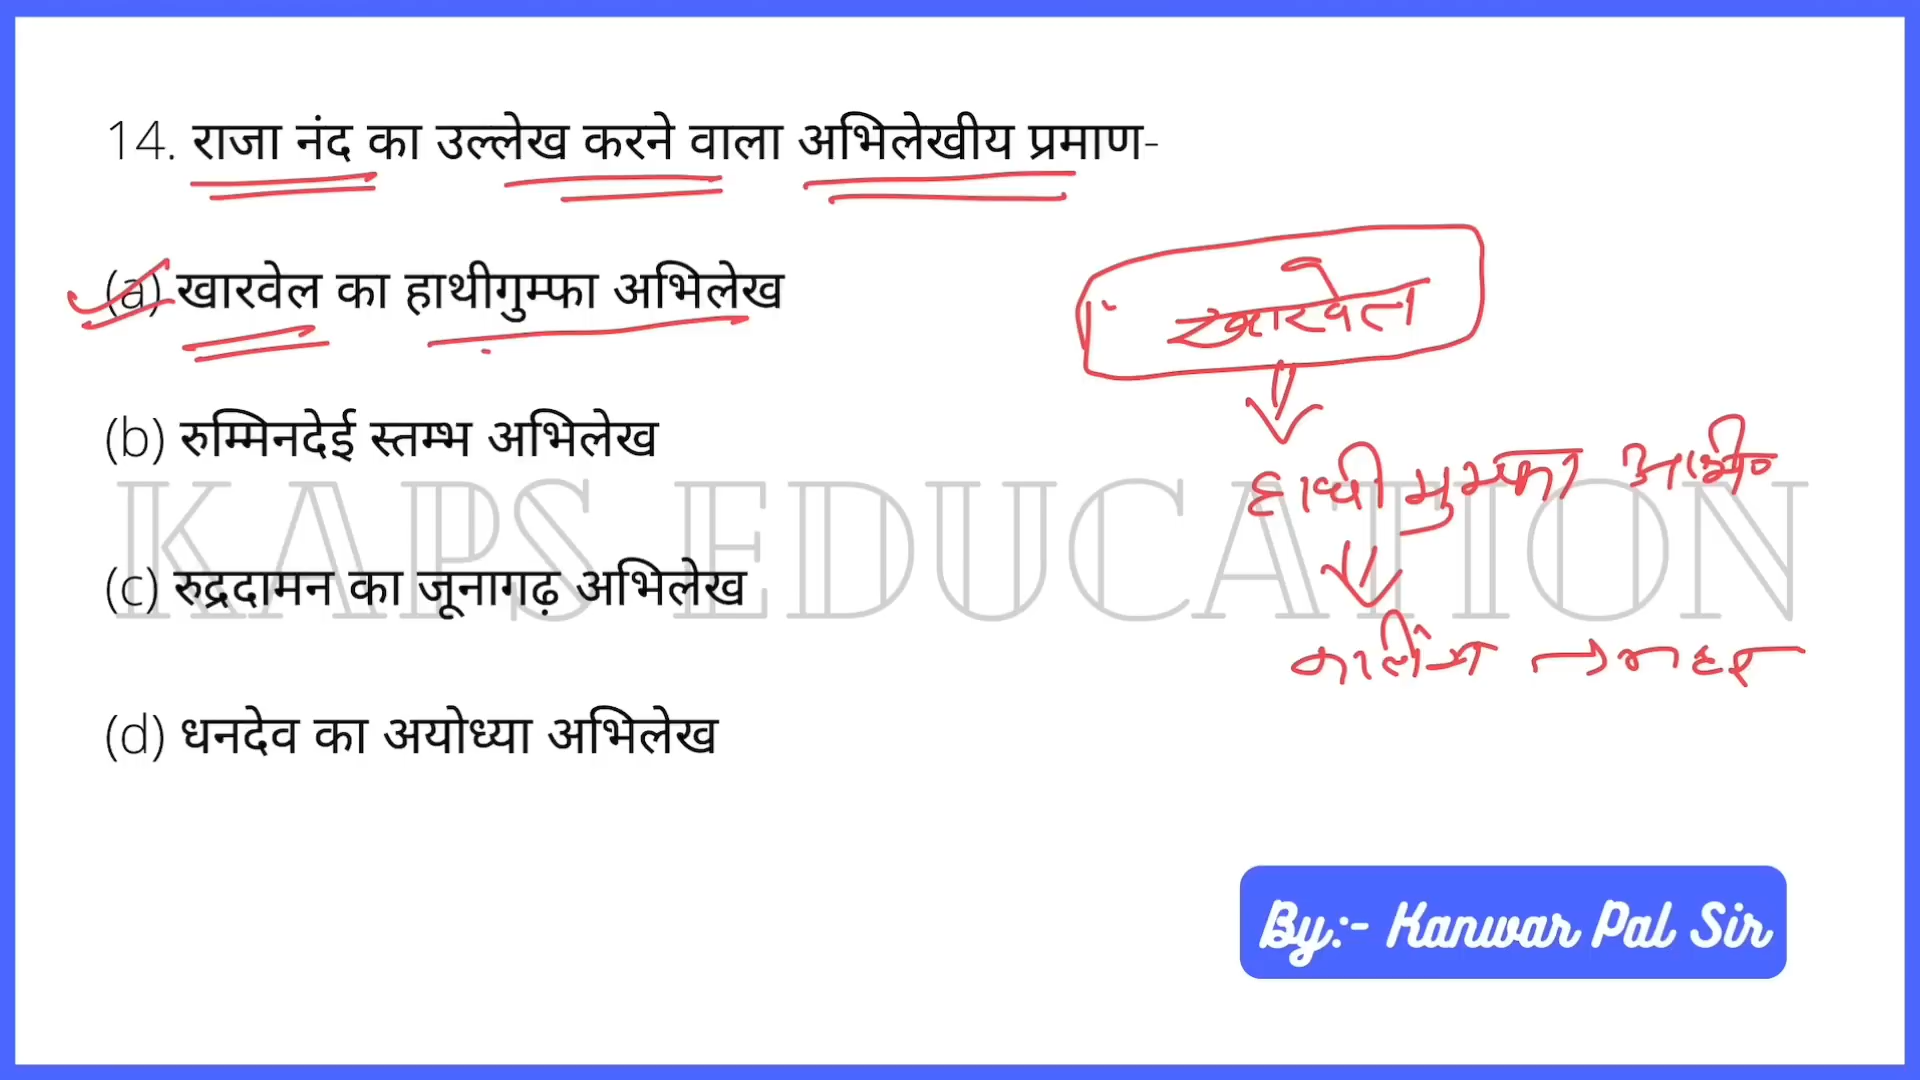 14. राजा नंद का उल्लेख करने वाला अभिलेखीय प्रमाण-
(a) खारवेल का हाथीगुम्फा अभिलेख
खारवेल
(b) रुम्मिनदेई स्तम्भ अभिलेख
हाथीगुम्फा
KAPS EDUCATION
(c) रुद्रदामन का जूनागढ़ अभिलेख
(d) धनदेव का अयोध्या अभिलेख
By:- Kanwar Pal Sir